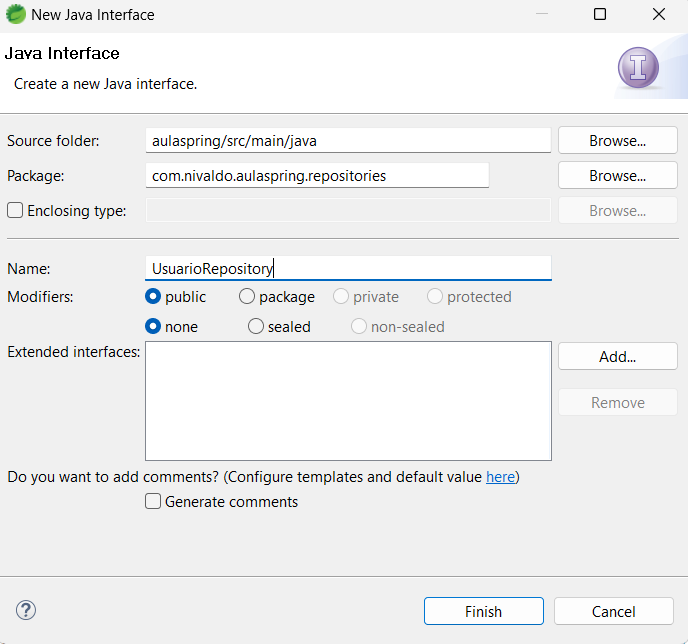 New Java Interface
Java Interface
Create a new Java interface.
I
Source folder: aulaspring/src/main/java Browse...
Package: com.nivaldo.aulaspring.repositories Browse...
Enclosing type: Browse...
Name: UsuarioRepository
Modifiers: public package private protected
none sealed non-sealed
Extended interfaces: Add...
Remove
Do you want to add comments? (Configure templates and default value here)
Generate comments
? Finish Cancel